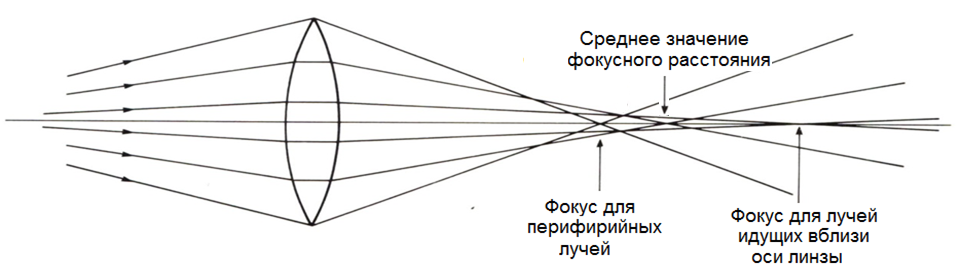 Среднее значение
фокусного расстояния
Фокус для
перифирийных
лучей
Фокус для лучей
идущих вблизи
оси линзы